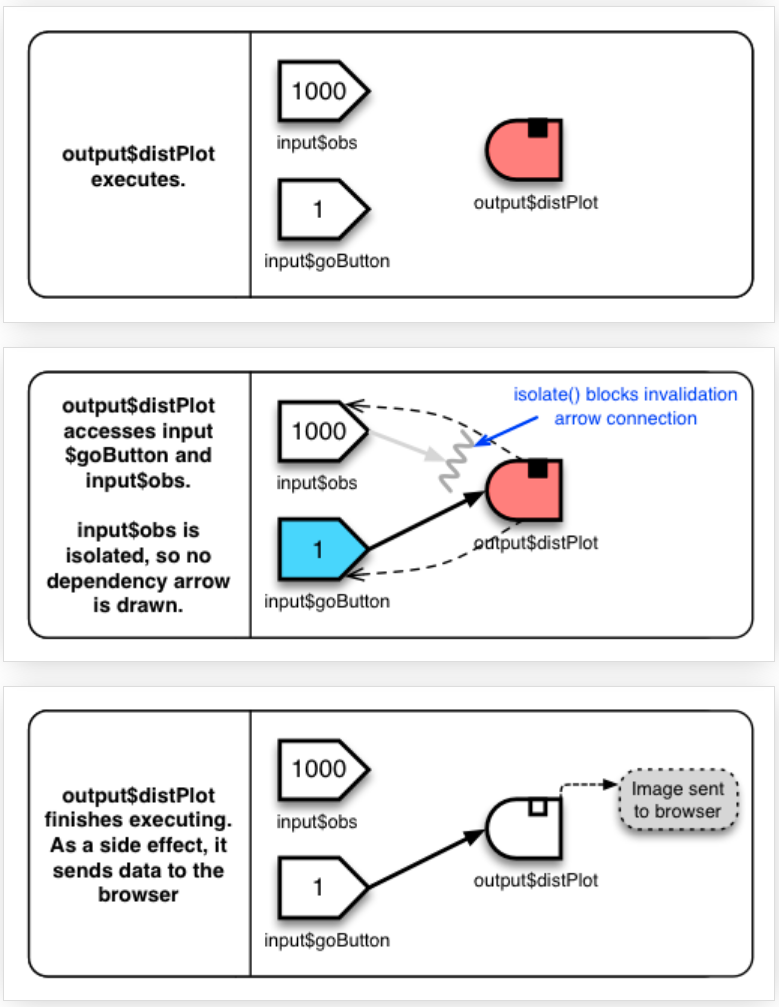 output$distPlot
executes.
1000
input$obs
1
input$goButton
output$distPlot
output$distPlot
accesses input
$goButton and
input$obs.
input$obs is
isolated, so no
dependency arrow
is drawn.
1000
input$obs
1
input$goButton
isolate() blocks invalidation
arrow connection
output$distPlot
output$distPlot
finishes executing.
As a side effect, it
sends data to the
browser
1000
input$obs
1
input$goButton
output$distPlot
Image sent
to browser